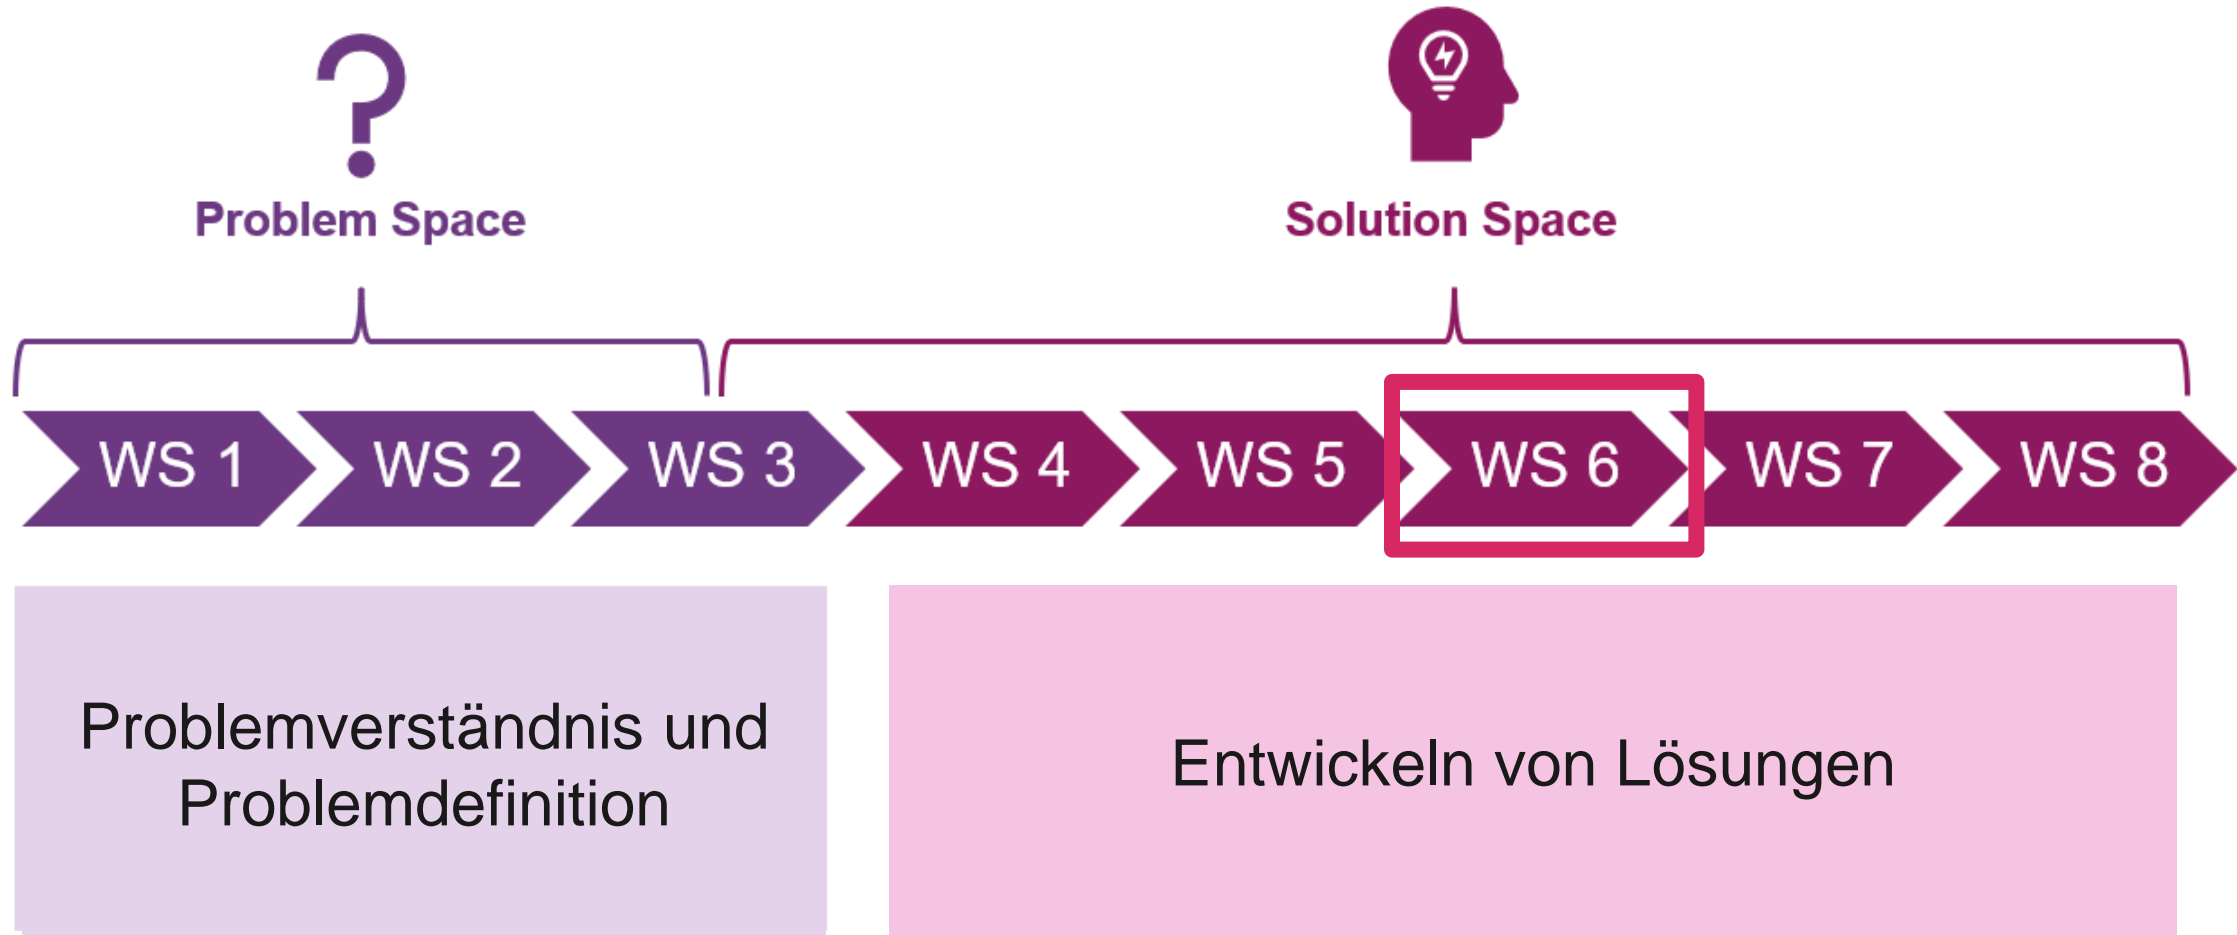 Problem Space
Solution Space
WS 1
WS 2
WS 3
WS 4
WS 5
WS 6
WS 7
WS 8
Problemverständnis und
Problemdefinition
Entwickeln von Lösungen